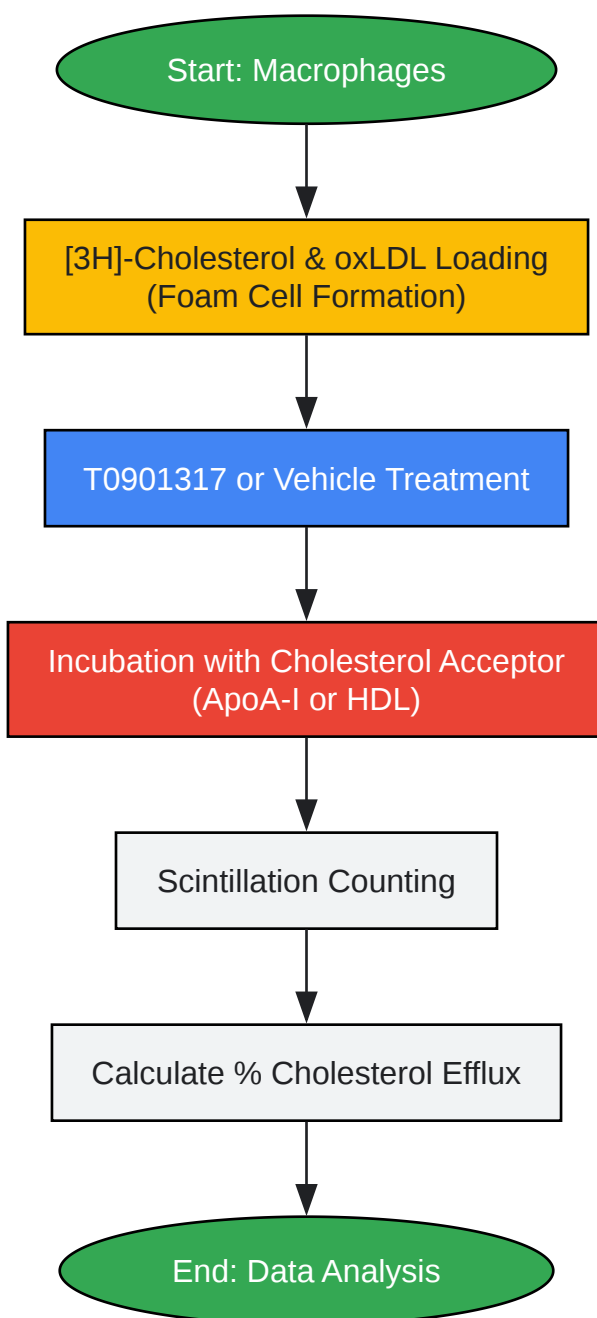 Start: Macrophages
[3H]-Cholesterol & oxLDL Loading
(Foam Cell Formation)
T0901317 or Vehicle Treatment
Incubation with Cholesterol Acceptor
(ApoA-I or HDL)
Scintillation Counting
Calculate % Cholesterol Efflux
End: Data Analysis